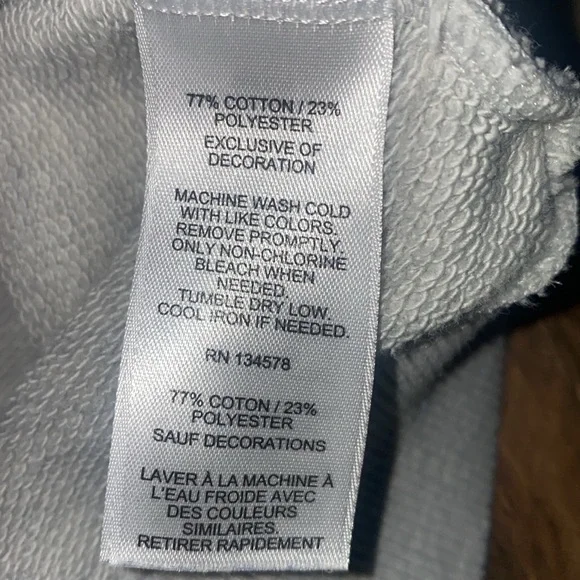 77% COTTON / 23%
POLYESTER
EXCLUSIVE OF
DECORATION
MACHINE WASH COLD
WITH LIKE COLORS.
REMOVE PROMPTLY.
ONLY NON-CHLORINE
BLEACH WHEN
NEEDED.
TUMBLE DRY LOW.
COOL IRON IF NEEDED.
RN 134578
77% COTON / 23%
POLYESTER
SAUF DECORATIONS
LAVER À LA MACHINE À
L'EAU FROIDE AVEC
DES COULEURS
SIMILAIRES.
RETIRER RAPIDEMENT